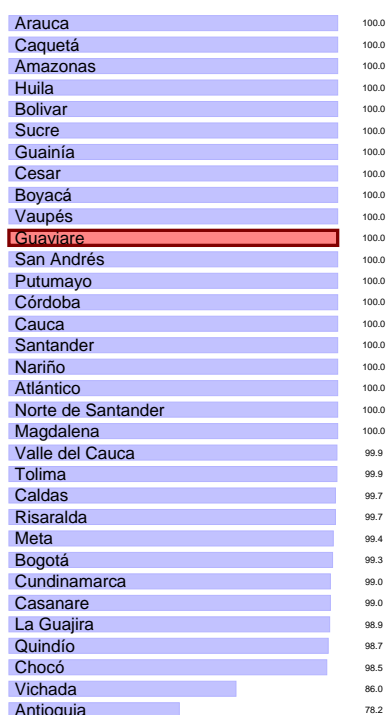 Arauca 100.0
Caquetá 100.0
Amazonas 100.0
Huila 100.0
Bolivar 100.0
Sucre 100.0
Guainía 100.0
Cesar 100.0
Boyacá 100.0
Vaupés 100.0
Guaviare 100.0
San Andrés 100.0
Putumayo 100.0
Córdoba 100.0
Cauca 100.0
Santander 100.0
Nariño 100.0
Atlántico 100.0
Norte de Santander 100.0
Magdalena 100.0
Valle del Cauca 99.9
Tolima 99.9
Caldas 99.7
Risaralda 99.7
Meta 99.4
Bogotá 99.3
Cundinamarca 99.0
Casanare 99.0
La Guajira 98.9
Quindío 98.7
Chocó 98.5
Vichada 86.0
Antioquia 78.2